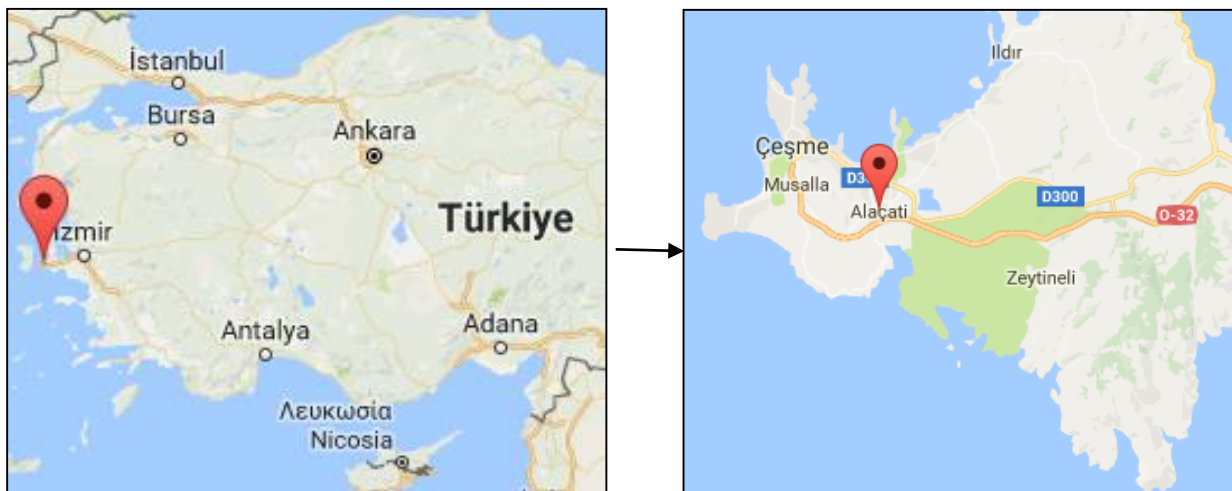 İstanbul
Bursa
Ankara
Türkiye
İzmir
Antalya
Adana
Λευκωσία
Nicosia
Ildır
Çeşme
Musalla
Alaçati
D300
O-32
Zeytineli